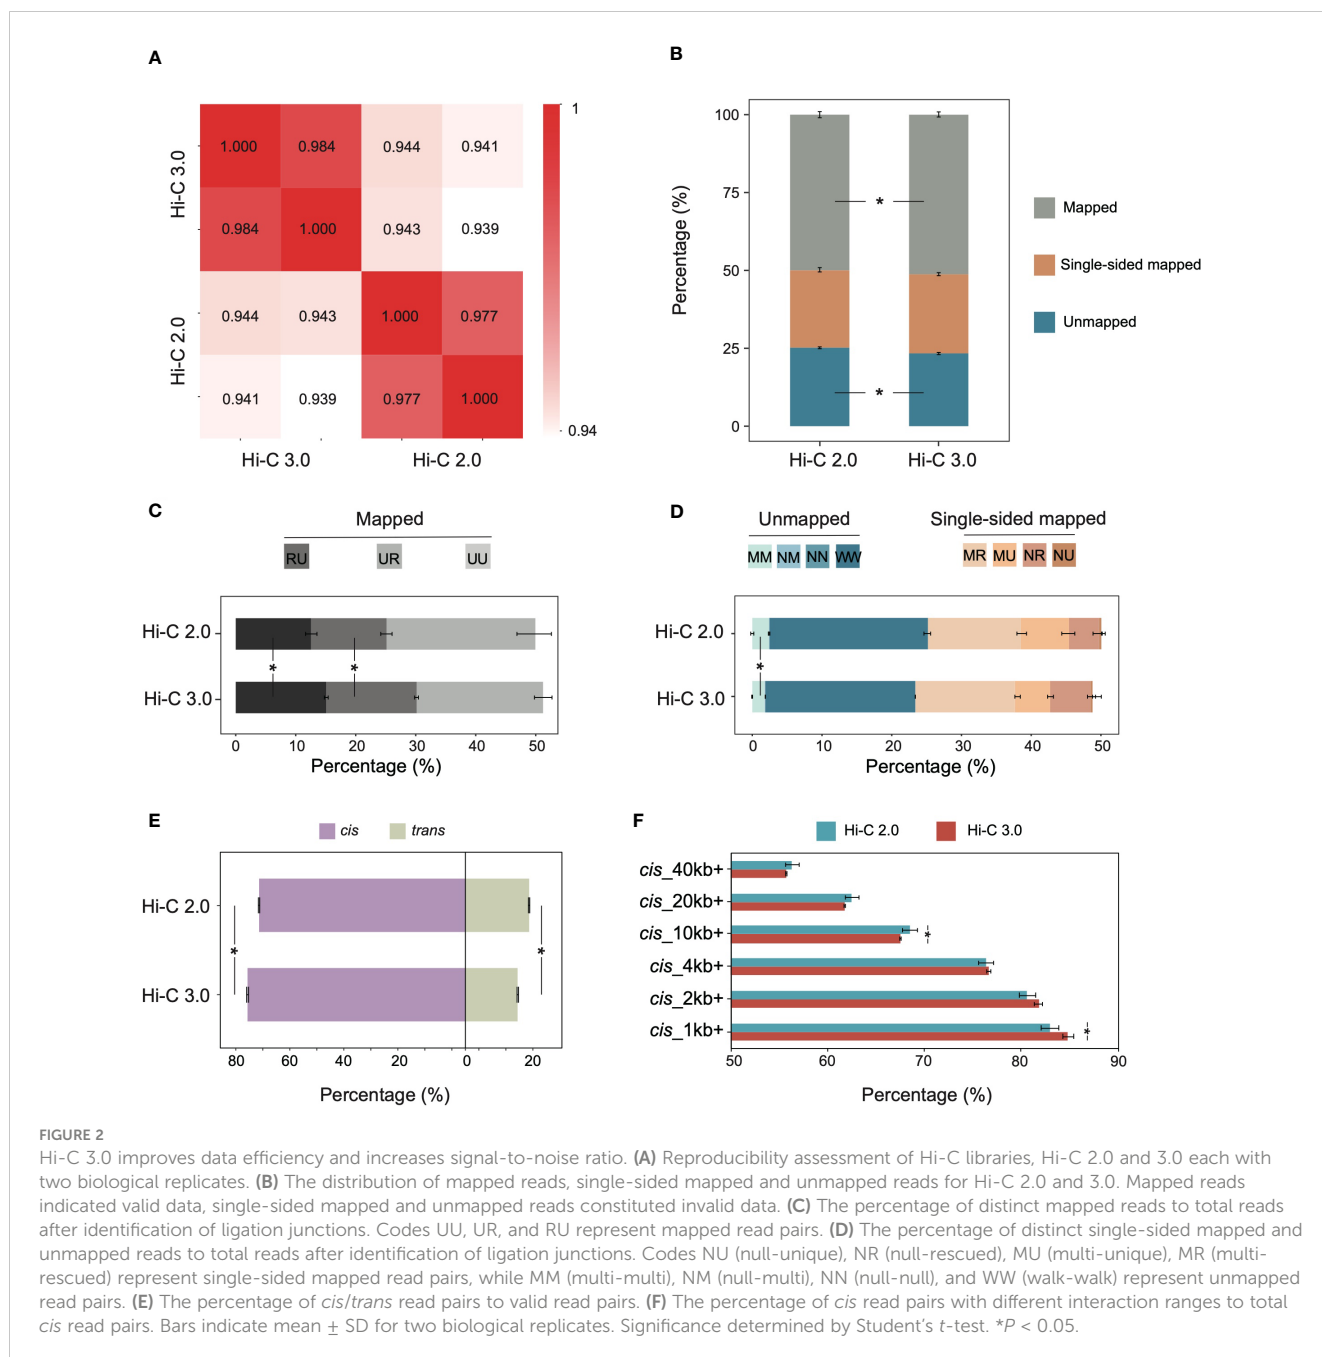 A
Hi-C 3.0
Hi-C 2.0
1.000 0.984 0.944 0.941
0.984 1.000 0.943 0.939
0.944 0.943 1.000 0.977
0.941 0.939 0.977 1.000
Hi-C 3.0 Hi-C 2.0
1
0.94
B
Percentage (%)
100
75
50
25
0
*
*
Hi-C 2.0 Hi-C 3.0
Mapped
Single-sided mapped
Unmapped
C
Mapped
RU UR UU
Hi-C 2.0
* *
Hi-C 3.0
0 10 20 30 40 50
Percentage (%)
D
Unmapped Single-sided mapped
MM NM NN WW MR MU NR NU
Hi-C 2.0
*
Hi-C 3.0
0 10 20 30 40 50
Percentage (%)
E
cis trans
Hi-C 2.0
* *
Hi-C 3.0
80 60 40 20 0 20
Percentage (%)
F
Hi-C 2.0 Hi-C 3.0
cis_40kb+
cis_20kb+
cis_10kb+ *
cis_4kb+
cis_2kb+
cis_1kb+ *
50 60 70 80 90
Percentage (%)
FIGURE 2
Hi-C 3.0 improves data efficiency and increases signal-to-noise ratio. (A) Reproducibility assessment of Hi-C libraries, Hi-C 2.0 and 3.0 each with
two biological replicates. (B) The distribution of mapped reads, single-sided mapped and unmapped reads for Hi-C 2.0 and 3.0. Mapped reads
indicated valid data, single-sided mapped and unmapped reads constituted invalid data. (C) The percentage of distinct mapped reads to total reads
after identification of ligation junctions. Codes UU, UR, and RU represent mapped read pairs. (D) The percentage of distinct single-sided mapped and
unmapped reads to total reads after identification of ligation junctions. Codes NU (null-unique), NR (null-rescued), MU (multi-unique), MR (multi-
rescued) represent single-sided mapped read pairs, while MM (multi-multi), NM (null-multi), NN (null-null), and WW (walk-walk) represent unmapped
read pairs. (E) The percentage of cis/trans read pairs to valid read pairs. (F) The percentage of cis read pairs with different interaction ranges to total
cis read pairs. Bars indicate mean ± SD for two biological replicates. Significance determined by Student's t-test. *P < 0.05.